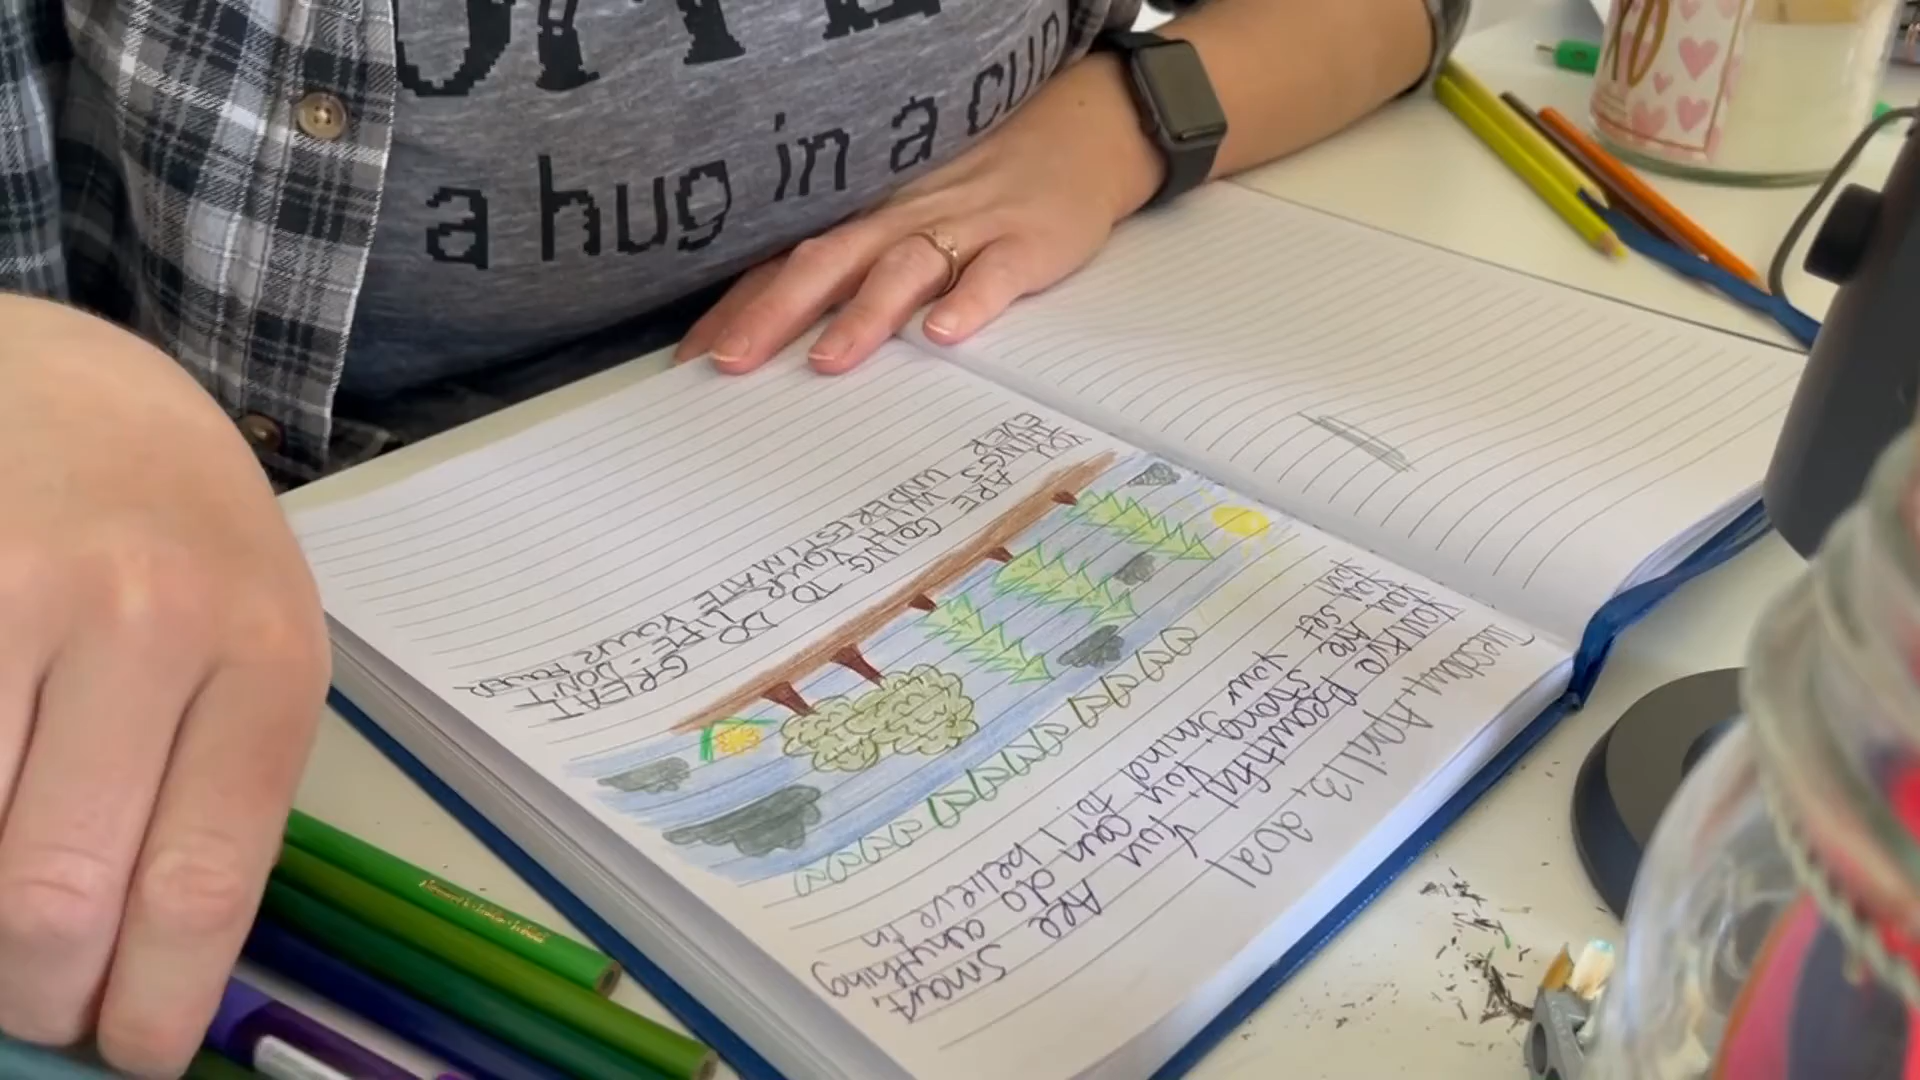 a hug in a cup
XO
Tuesday, April 13, 2021
You Are Beautiful, You Are Smart,
You Are Strong, You can do anything
You set Your mind to! I believe in
You!
YOU ARE GOING TO DO GREAT
THINGS WITH YOUR LIFE. DON'T
EVER UNDERESTIMATE YOUR POWER